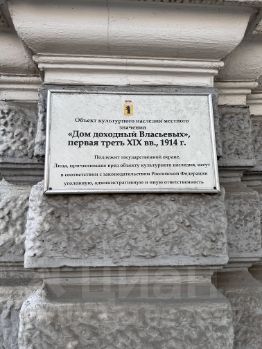 Объект культурного наследия местного
значения
«Дом доходный Власьевых»,
первая треть XIX вв., 1914 г.
Подлежит государственной охране.
Лица, причинившие вред объекту культурного наследия, несут
в соответствии с законодательством Российской Федерации
уголовную, административную и иную ответственность
Циан